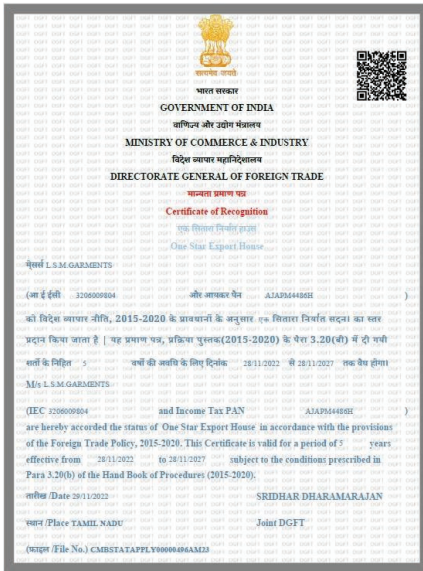 सत्यमेव जयते
भारत सरकार
GOVERNMENT OF INDIA
वाणिज्य और उद्योग मंत्रालय
MINISTRY OF COMMERCE & INDUSTRY
विदेश व्यापार महानिदेशालय
DIRECTORATE GENERAL OF FOREIGN TRADE
मान्यता प्रमाण पत्र
Certificate of Recognition
एक सितारा निर्यात हाउस
One Star Export House
मैसर्स L.S.M.GARMENTS
(आ ई ईसी 3206009804 और आयकर पेन AJAPM4486H )
को विदेश व्यापार नीति, 2015-2020 के प्रावधानों के अनुसार एक सितारा निर्यात सदना का स्तर
प्रदान किया जाता है | यह प्रमाण पत्र, प्रक्रिया पुस्तक(2015-2020) के पैरा 3.20(बी) में दी गयी
शर्तो के निहित 5 वर्षो की अवधि के लिए दिनांक 28/11/2022 से 28/11/2027 तक वैध होगा।
M/s L.S.M.GARMENTS
(IEC 3206009804 and Income Tax PAN AJAPM4486H )
are hereby accorded the status of One Star Export House in accordance with the provisions
of the Foreign Trade Policy, 2015-2020. This Certificate is valid for a period of 5 years
effective from 28/11/2022 to 28/11/2027 subject to the conditions prescribed in
Para 3.20(b) of the Hand Book of Procedures (2015-2020).
तारीख /Date 29/11/2022 SRIDHAR DHARAMARAJAN
स्थान /Place TAMIL NADU Joint DGFT
(फ़ाइल /File No.) CMBSTATAPPLY00000496AM23